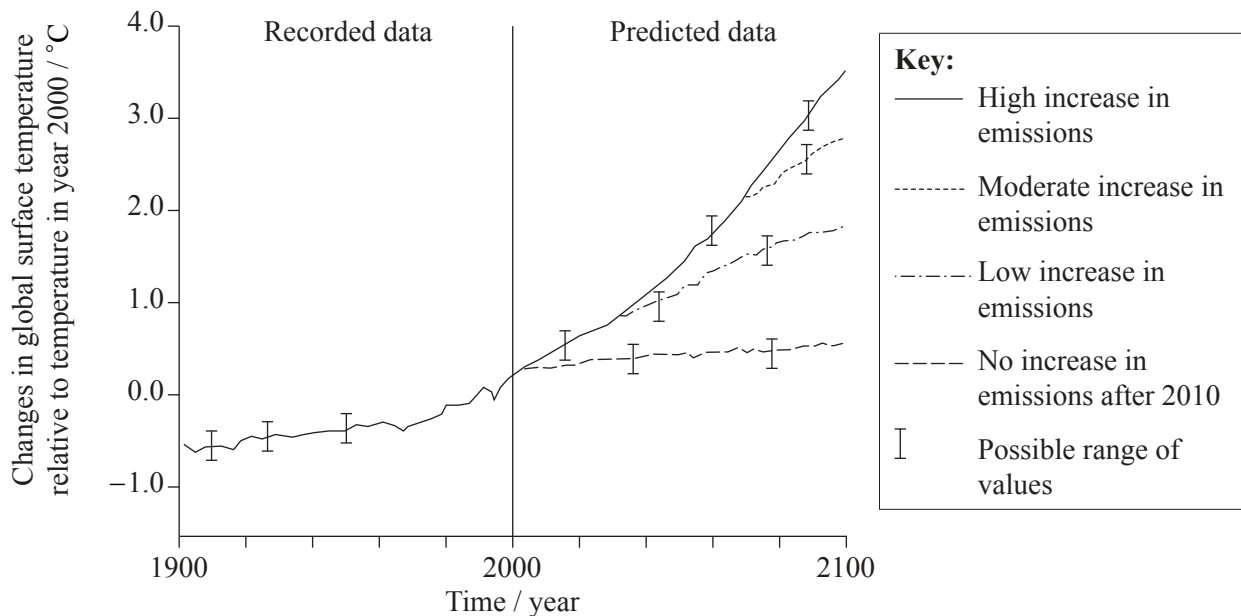 Changes in global surface temperature
relative to temperature in year 2000 / °C
4.0
3.0
2.0
1.0
0.0
−1.0
Recorded data
Predicted data
1900
2000
2100
Time / year
Key:
High increase in
emissions
Moderate increase in
emissions
Low increase in
emissions
No increase in
emissions after 2010
Possible range of
values